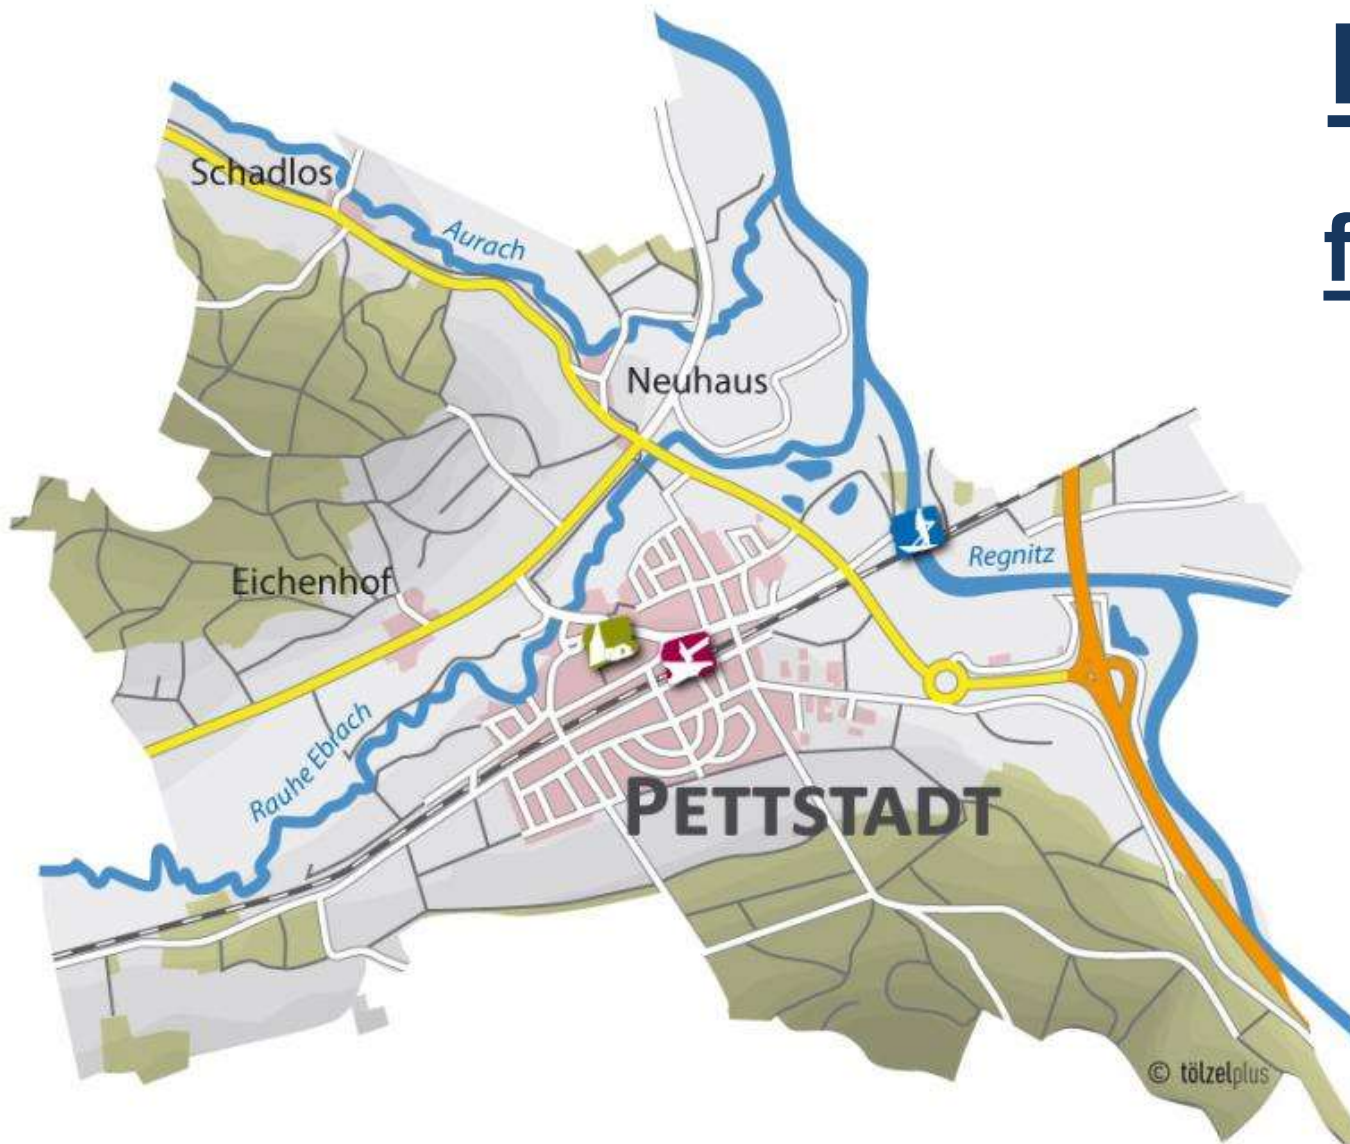 Schadlos
Aurach
Neuhaus
Regnitz
Eichenhof
Rauhe Ebrach
PETTSTADT
© tölzelplus